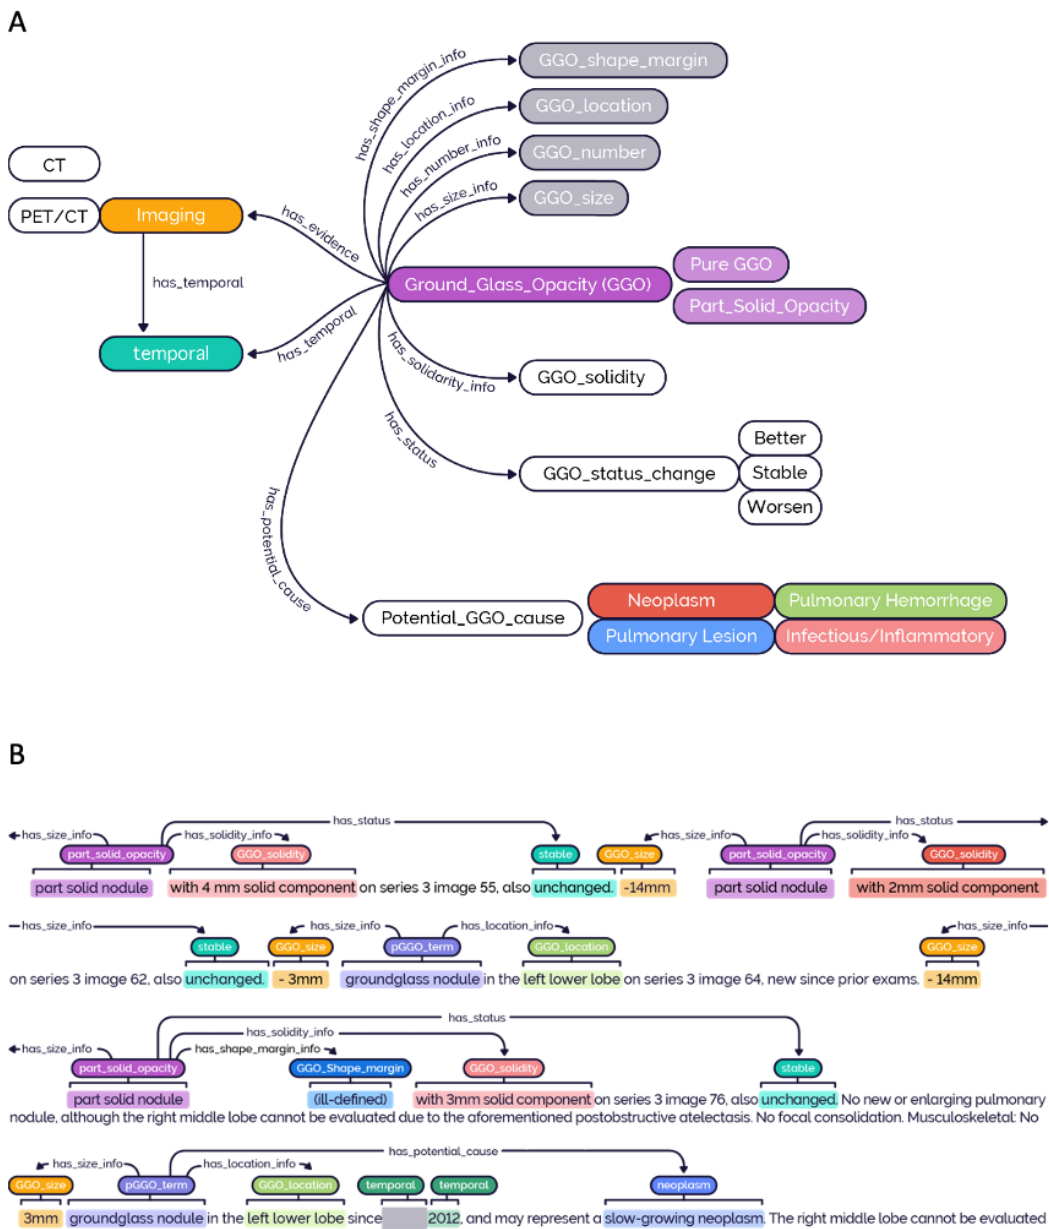 A
has_shape_margin_info
GGO_shape_margin
has_location_info
GGO_location
has_number_info
GGO_number
has_size_info
GGO_size
CT
PET/CT
Imaging
has_evidence
has_temporal
Ground_Glass_Opacity (GGO)
Pure GGO
Part_Solid_Opacity
temporal
has_temporal
has_solidarity_info
GGO_solidity
has_status
GGO_status_change
Better
Stable
Worsen
has_potential_cause
Potential_GGO_cause
Neoplasm
Pulmonary Hemorrhage
Pulmonary Lesion
Infectious/Inflammatory
B
has_status has_status
has_size_info has_solidity_info has_size_info has_solidity_info
part_solid_opacity GGO_solidity stable GGO_size part_solid_opacity GGO_solidity
part solid nodule with 4 mm solid component on series 3 image 55, also unchanged. -14mm part solid nodule with 2mm solid component
has_size_info has_size_info has_location_info has_size_info
stable GGO_size pGGO_term GGO_location GGO_size
on series 3 image 62, also unchanged. - 3mm groundglass nodule in the left lower lobe on series 3 image 64, new since prior exams. - 14mm
has_status
has_solidity_info
has_size_info has_shape_margin_info
part_solid_opacity GGO_Shape_margin GGO_solidity stable
part solid nodule (ill-defined) with 3mm solid component on series 3 image 76, also unchanged. No new or enlarging pulmonary
nodule, although the right middle lobe cannot be evaluated due to the aforementioned postobstructive atelectasis. No focal consolidation. Musculoskeletal: No
has_potential_cause
has_size_info has_location_info
GGO_size pGGO_term GGO_location temporal temporal neoplasm
3mm groundglass nodule in the left lower lobe since 2012, and may represent a slow-growing neoplasm. The right middle lobe cannot be evaluated